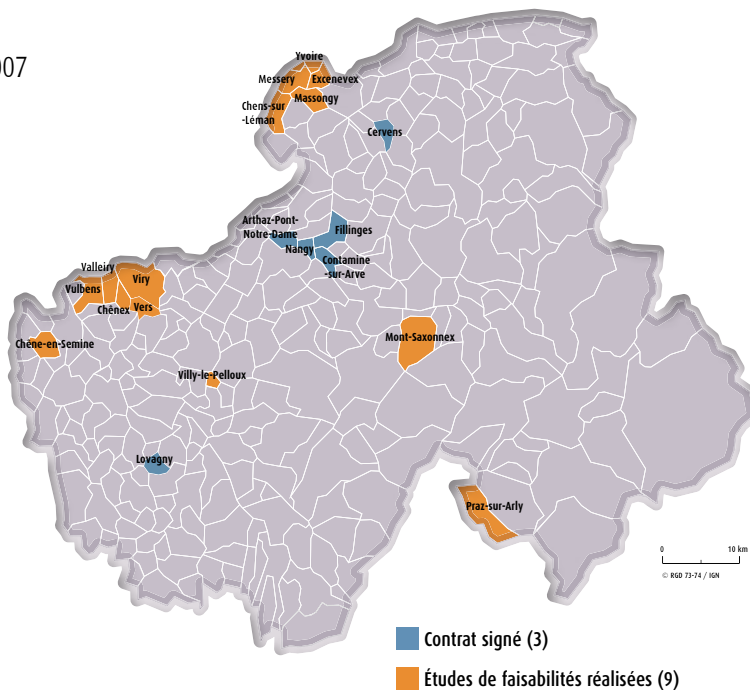 007
Yvoire
Messery
Excenevex
Massongy
Chens-sur
-Léman
Cervens
Arthaz-Pont-
Notre-Dame
Fillinges
Nangy
Contamine
-sur-Arve
Valleiry
Viry
Vulbens
Chênex
Vers
Chêne-en-Semine
Mont-Saxonnex
Villy-le-Pelloux
Lovagny
Praz-sur-Arly
0 10 km
© RGD 73-74 / IGN
Contrat signé (3)
Études de faisabilités réalisées (9)